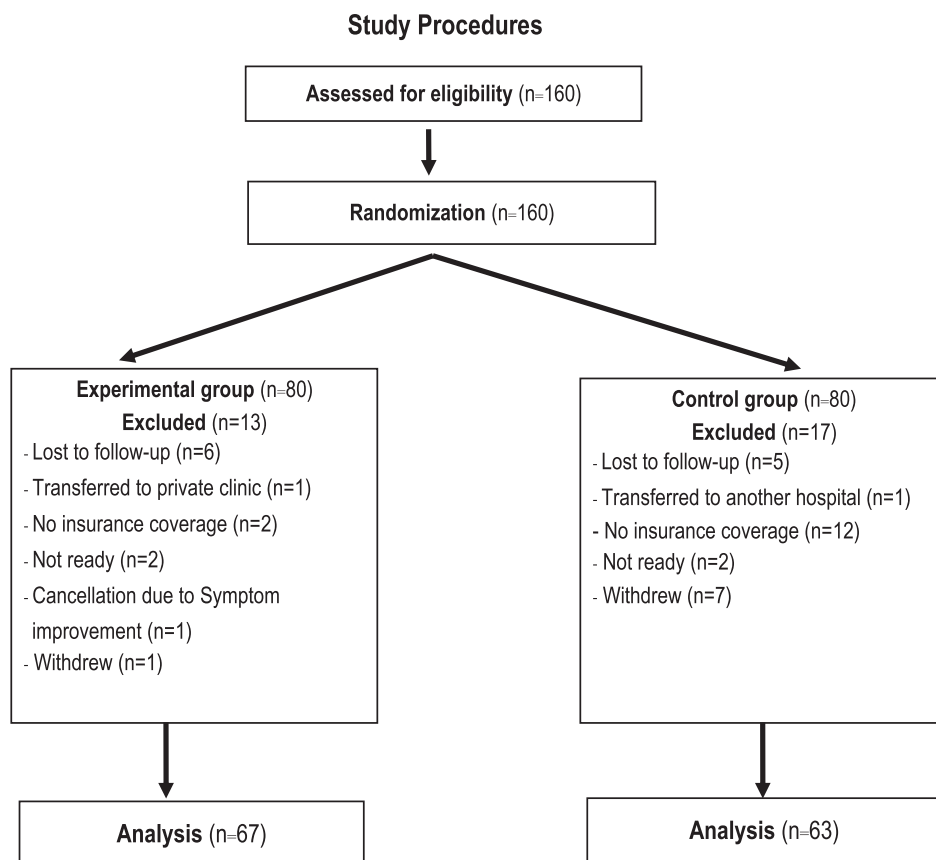 Study Procedures
Assessed for eligibility (n=160)
Randomization (n=160)
Experimental group (n=80)
Excluded (n=13)
- Lost to follow-up (n=6)
- Transferred to private clinic (n=1)
- No insurance coverage (n=2)
- Not ready (n=2)
- Cancellation due to Symptom
improvement (n=1)
- Withdrew (n=1)
Control group (n=80)
Excluded (n=17)
- Lost to follow-up (n=5)
- Transferred to another hospital (n=1)
- No insurance coverage (n=12)
- Not ready (n=2)
- Withdrew (n=7)
Analysis (n=67)
Analysis (n=63)